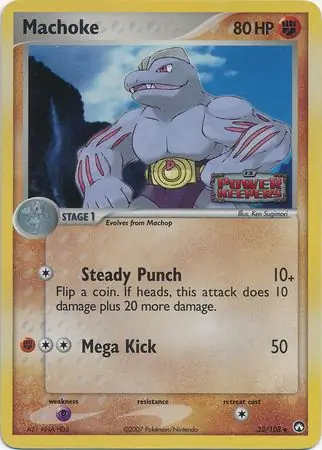 Machoke 80 HP
EX
POWER
KEEPERS
Illus. Ken Sugimori
STAGE 1
Evolves from Machop
Steady Punch 10+
Flip a coin. If heads, this attack does 10
damage plus 20 more damage.
Mega Kick 50
weakness resistance retreat cost
©2007 Pokémon/Nintendo 33/108